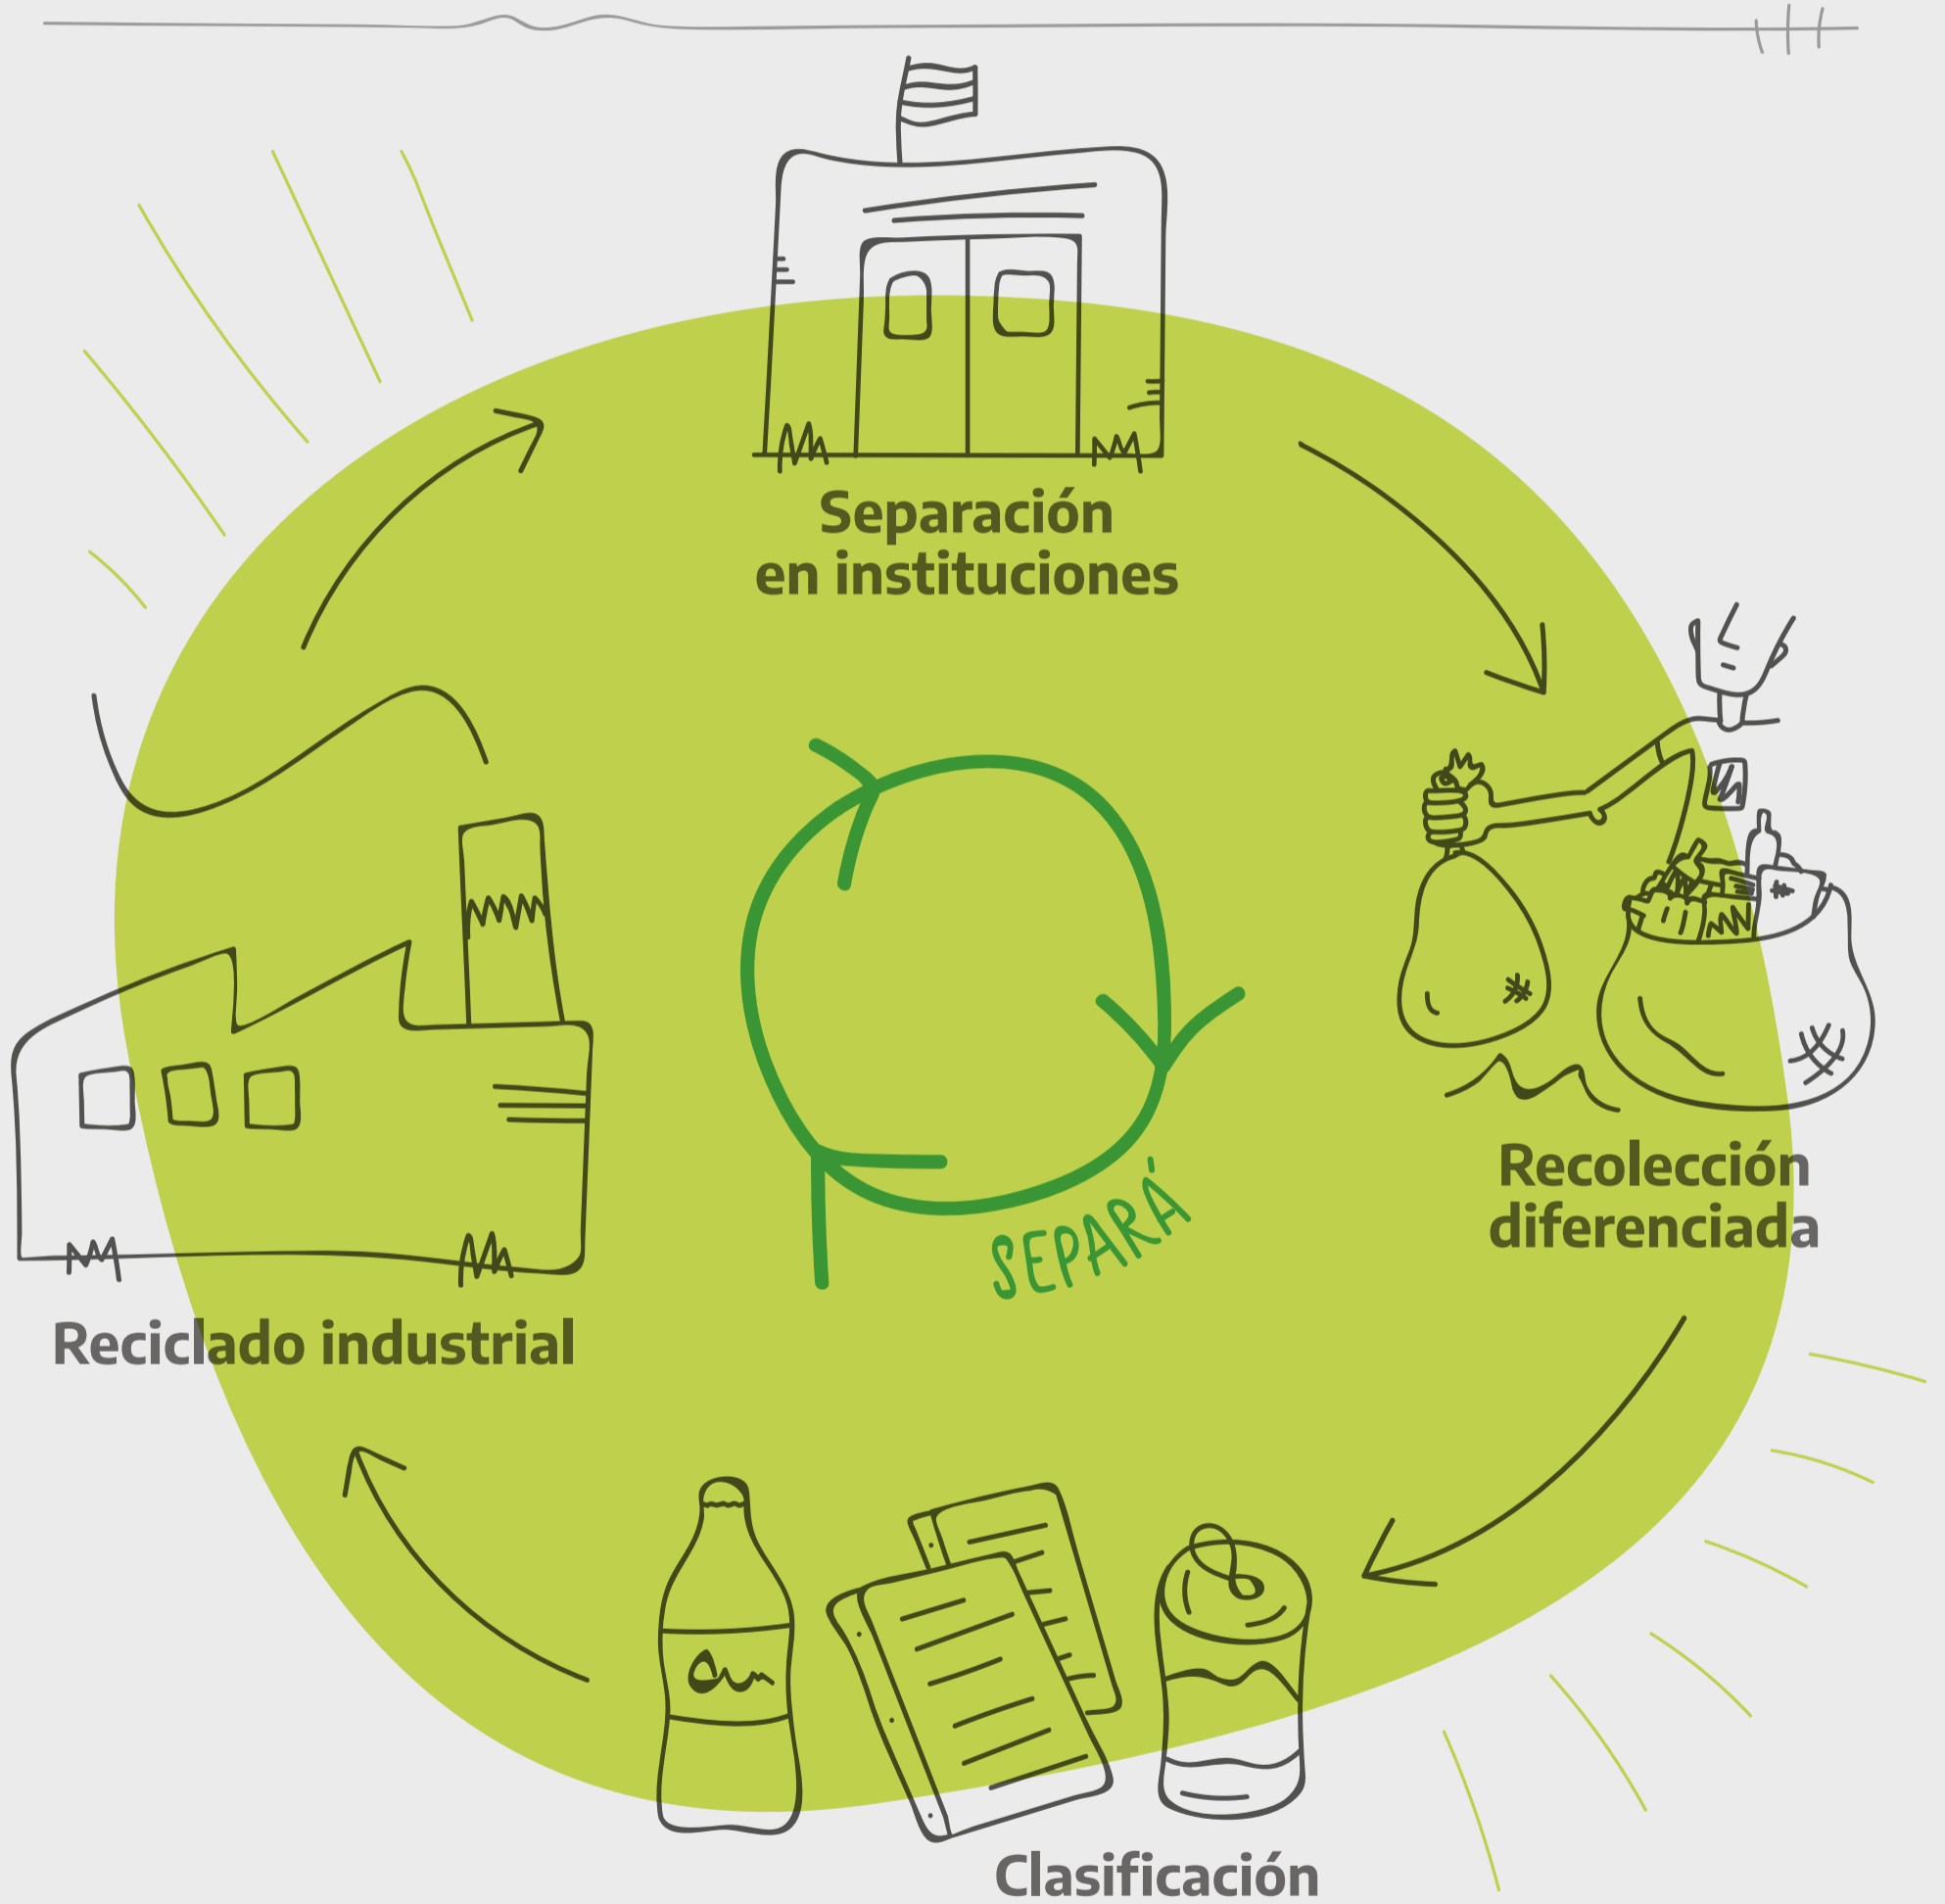 Separación
en instituciones
Recolección
diferenciada
SEPARÁ
Reciclado industrial
Clasificación